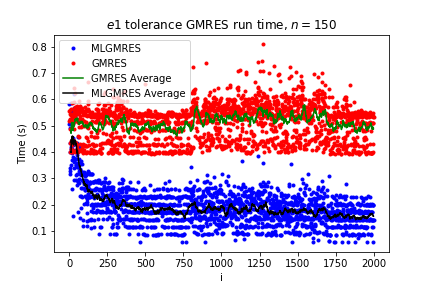 e1 tolerance GMRES run time, n = 150
MLGMRES
GMRES
GMRES Average
MLGMRES Average
Time (s)
0.8
0.7
0.6
0.5
0.4
0.3
0.2
0.1
0 250 500 750 1000 1250 1500 1750 2000
i